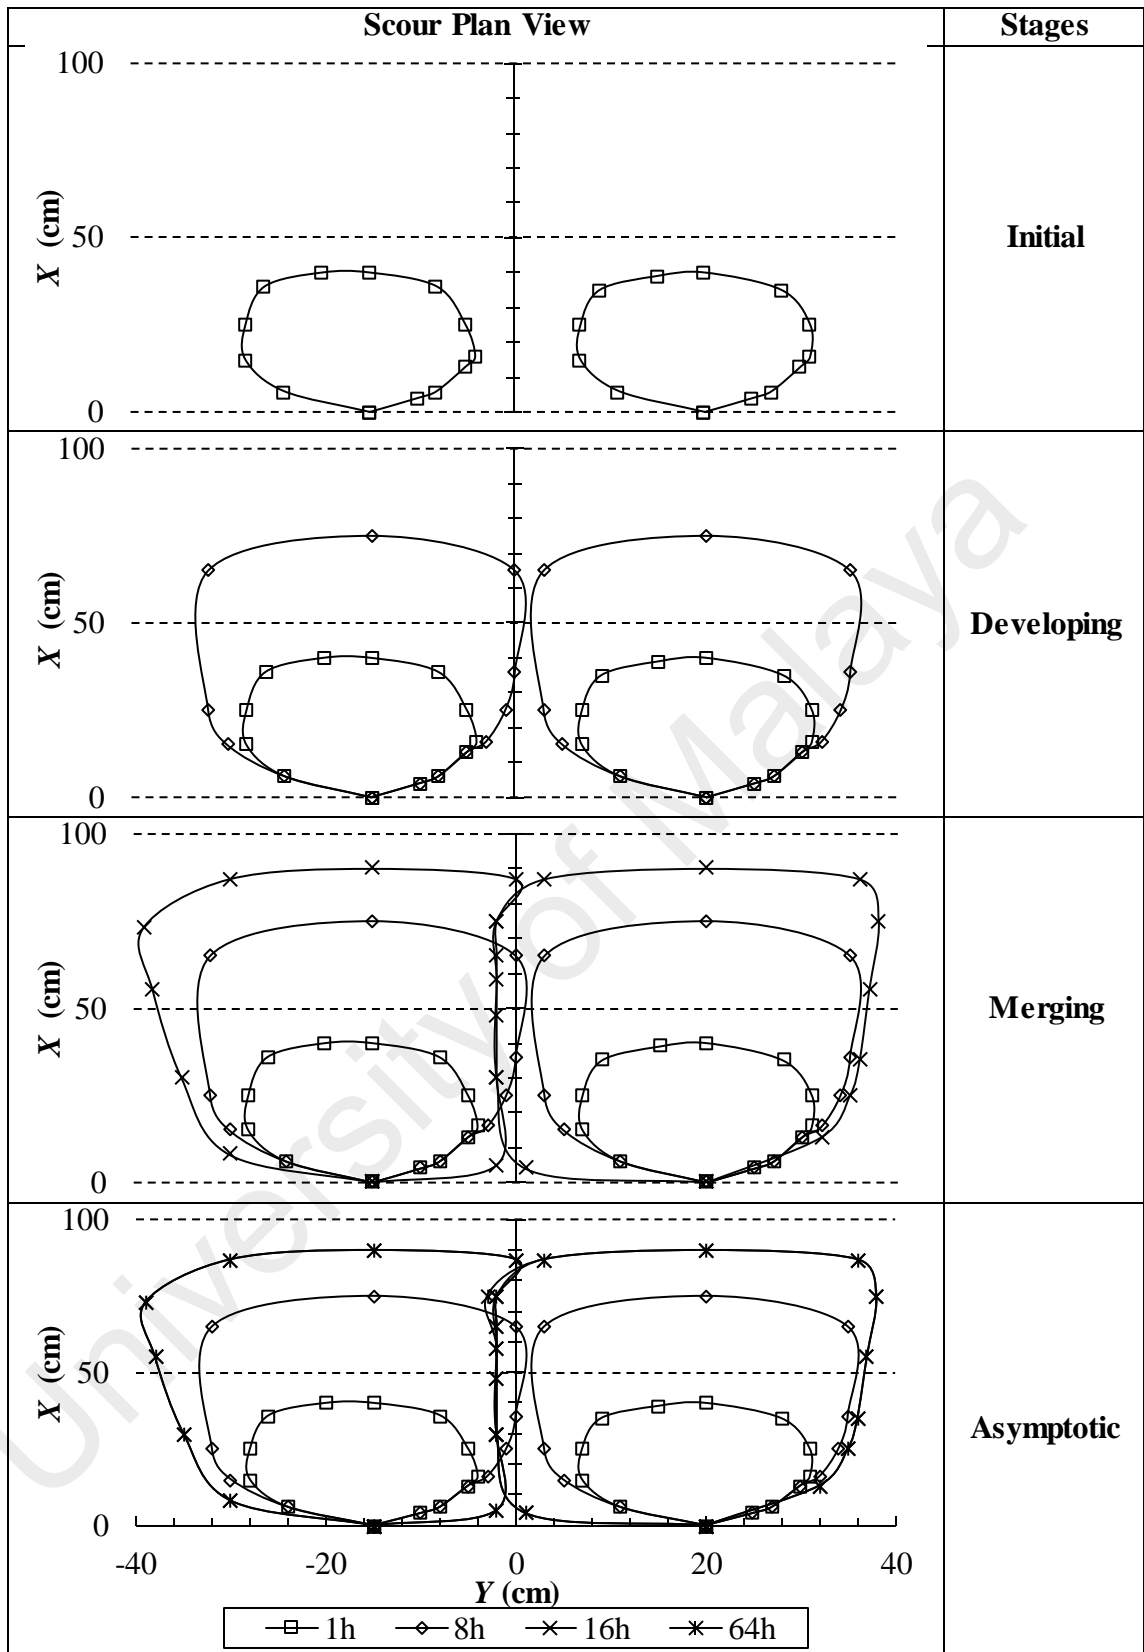 Scour Plan View
Stages
100
50
0
X (cm)
Initial
100
50
0
X (cm)
Developing
100
50
0
X (cm)
Merging
100
50
0
X (cm)
Asymptotic
-40 -20 0 20 40
Y (cm)
1h 8h 16h 64h
University of Malaya